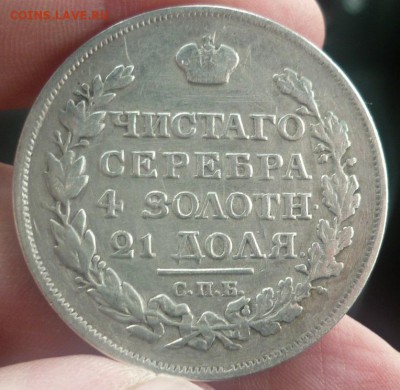 COINS.LAVE.RU
ЧИСТАГО
СЕРЕБРА
4 ЗОЛОТН.
21 ДОЛЯ.
С.П.Б.